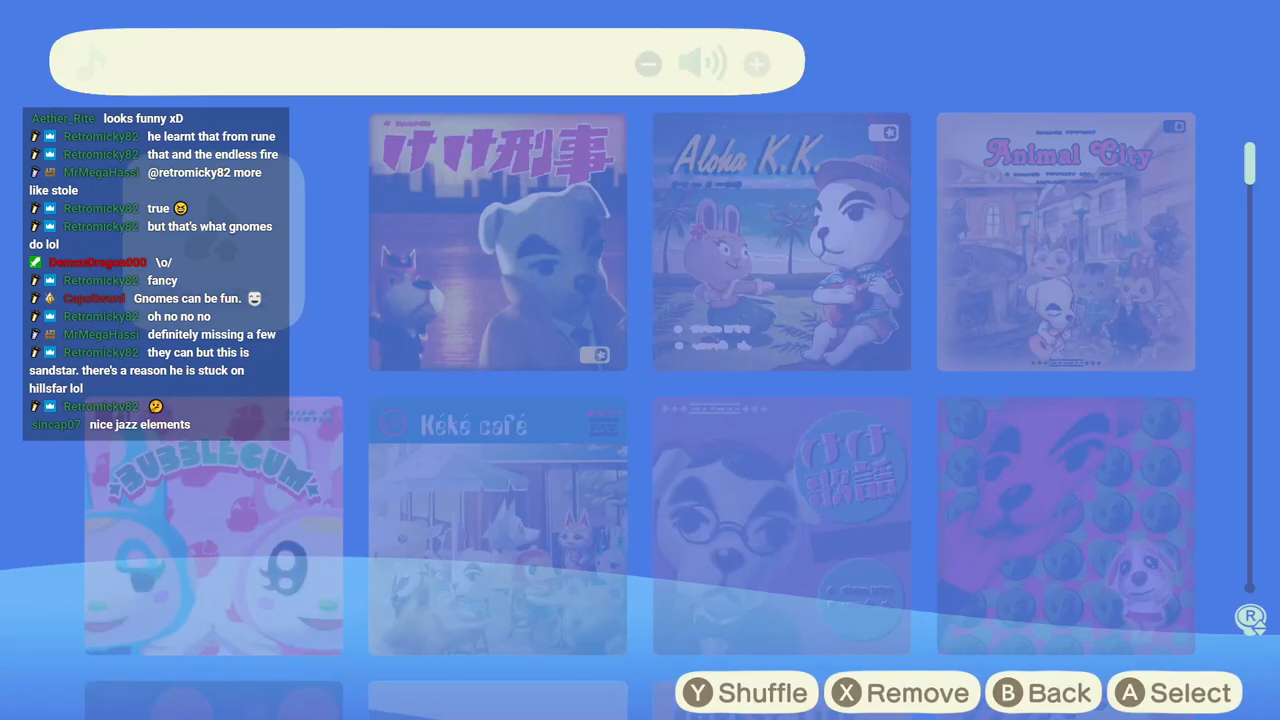 Aether_Rite looks funny xD
Retromicky82 he learnt that from rune
Retromicky82 that and the endless fire
MrMegaHassi @retromicky82 more
like stole
Retromicky82 true
Retromicky82 but that's what gnomes
do lol
DemonDragon000 \o/
Retromicky82 fancy
CapoSword Gnomes can be fun.
Retromicky82 oh no no no
MrMegaHassi definitely missing a few
Retromicky82 they can but this is
sandstar. there's a reason he is stuck on
hillsfar lol
Retromicky82
sincap07 nice jazz elements
けけ刑事
Aloha K.K.
Animal City
BUBBLEGUM
Kéké café
けけ
歌謡
R
Y Shuffle
X Remove
B Back
A Select